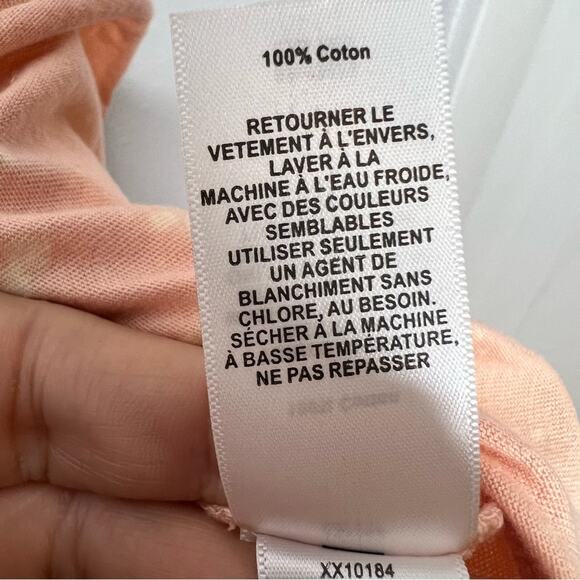 100% Coton
RETOURNER LE
VETEMENT À L'ENVERS,
LAVER À LA
MACHINE À L'EAU FROIDE,
AVEC DES COULEURS
SEMBLABLES
UTILISER SEULEMENT
UN AGENT DE
BLANCHIMENT SANS
CHLORE, AU BESOIN.
SÉCHER À LA MACHINE
À BASSE TEMPÉRATURE,
NE PAS REPASSER
XX10184